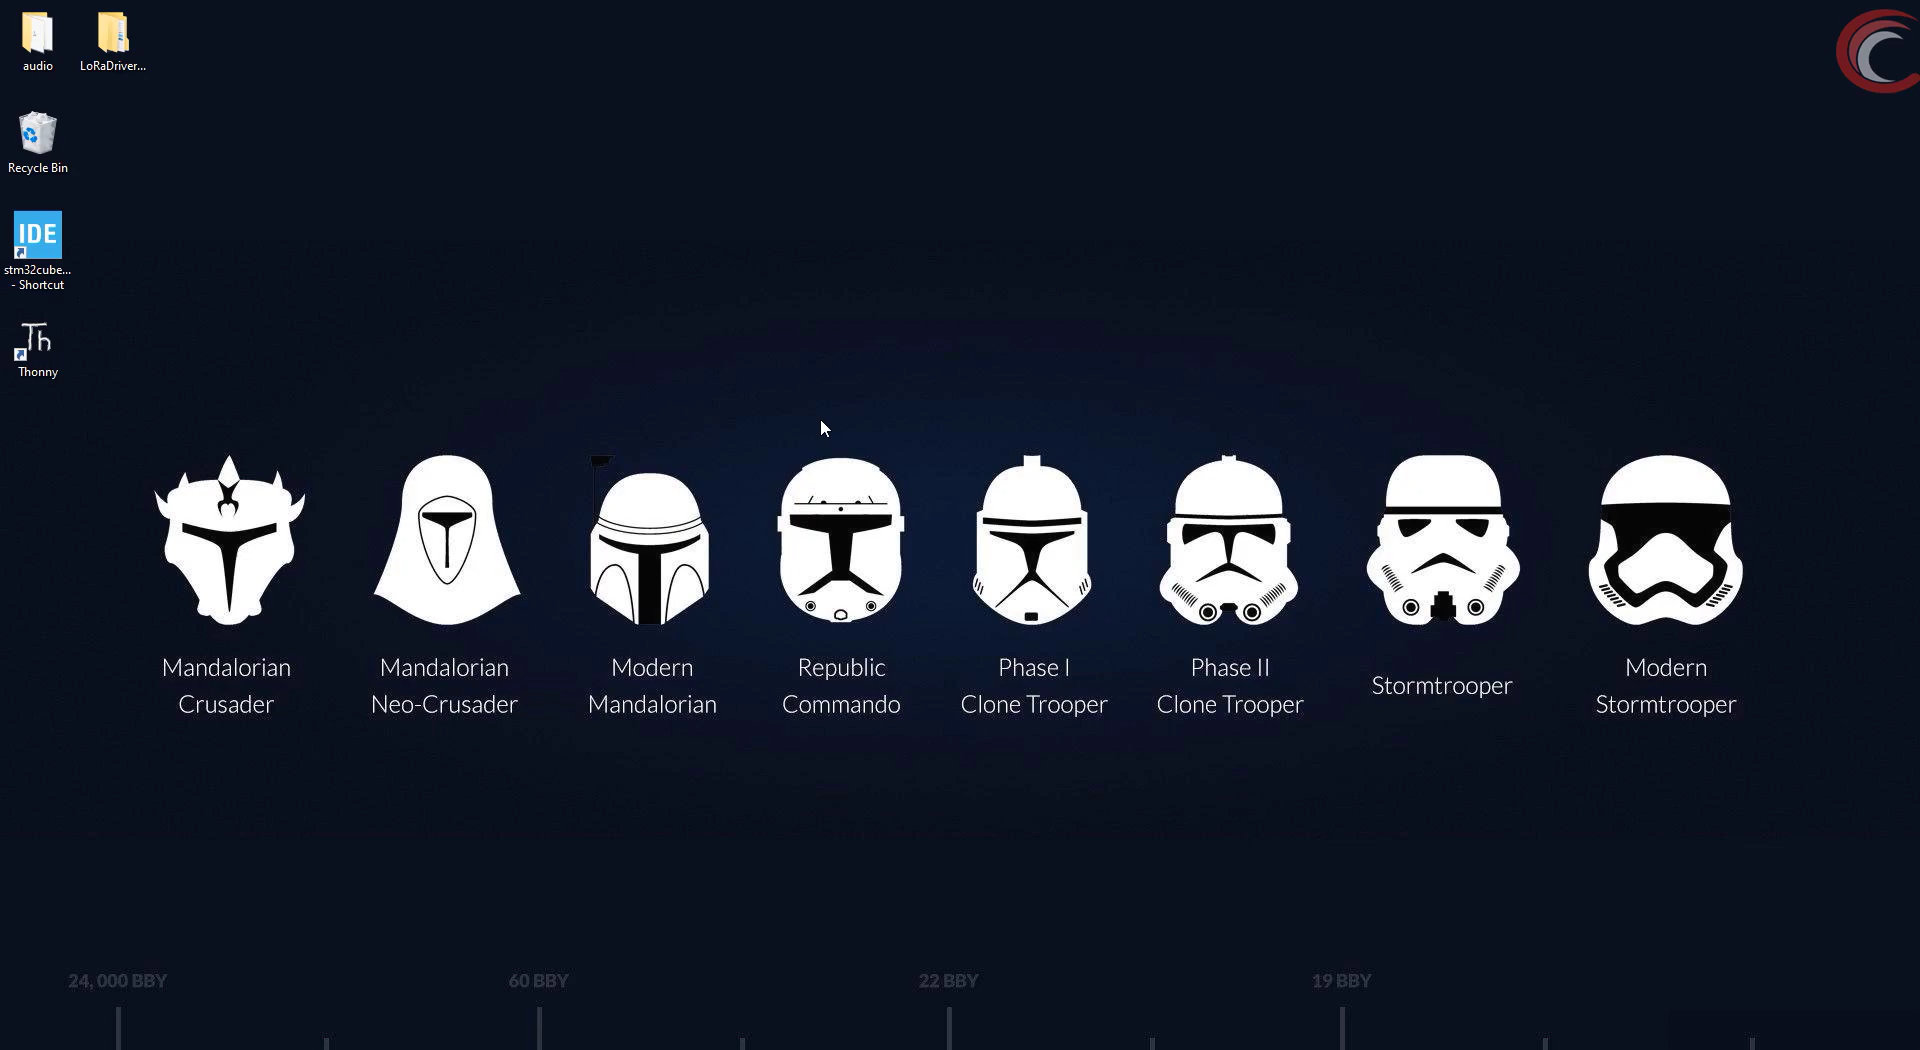 audio
LoRaDriver...
Recycle Bin
IDE
stm32cube...
- Shortcut
Th
Thonny
Mandalorian
Crusader
Mandalorian
Neo-Crusader
Modern
Mandalorian
Republic
Commando
Phase I
Clone Trooper
Phase II
Clone Trooper
Stormtrooper
Modern
Stormtrooper
24, 000 BBY
60 BBY
22 BBY
19 BBY